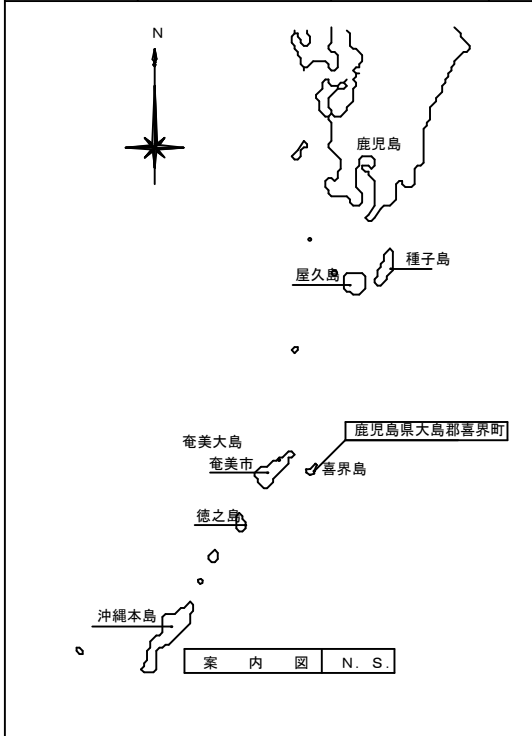 N
鹿児島
種子島
屋久島
鹿児島県大島郡喜界町
奄美大島
奄美市
喜界島
徳之島
沖縄本島
案 内 図 N. S.